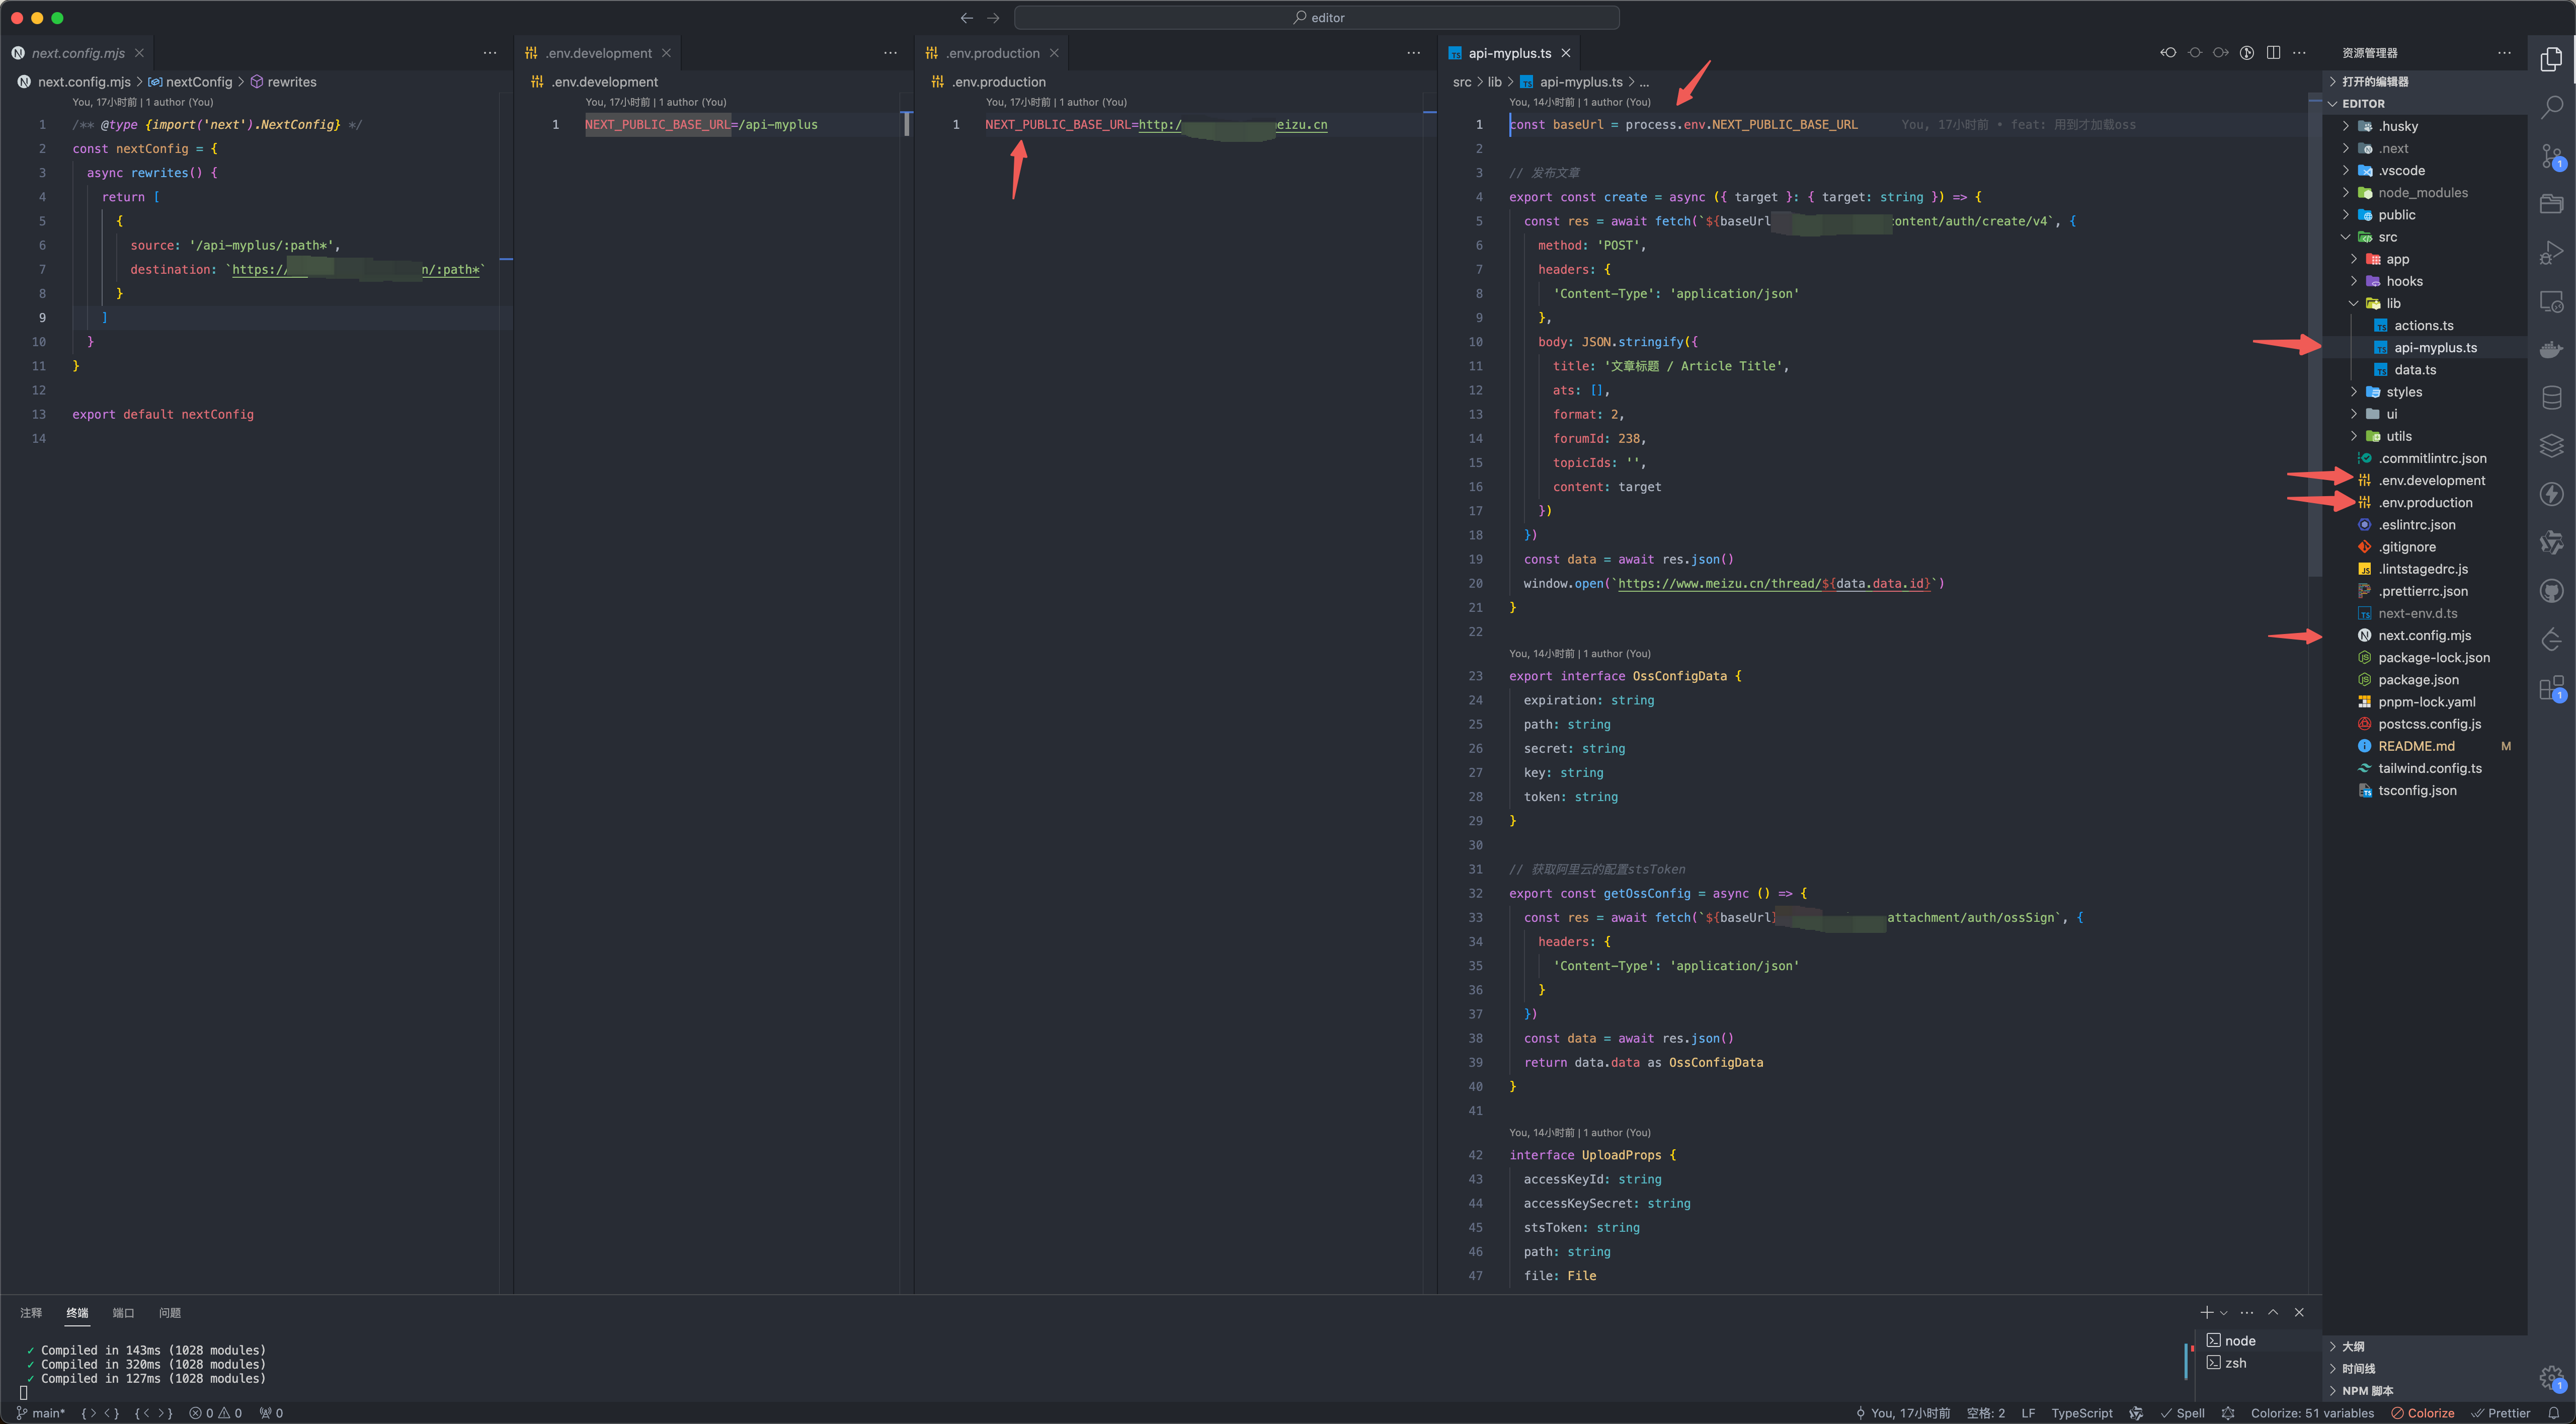 editor
next.config.mjs
next.config.mjs > nextConfig > rewrites
You, 17小时前 | 1 author (You)
1 /** @type {import('next').NextConfig} */
2 const nextConfig = {
3 async rewrites() {
4 return [
5 {
6 source: '/api-myplus/:path*',
7 destination: `https:/ n/:path*`
8 }
9 ]
10 }
11 }
12
13 export default nextConfig
14
.env.development
.env.development
You, 17小时前 | 1 author (You)
1 NEXT_PUBLIC_BASE_URL=/api-myplus
.env.production
.env.production
You, 17小时前 | 1 author (You)
1 NEXT_PUBLIC_BASE_URL=http:/ eizu.cn
api-myplus.ts
src > lib > api-myplus.ts > ...
You, 14小时前 | 1 author (You)
1 const baseUrl = process.env.NEXT_PUBLIC_BASE_URL You, 17小时前 • feat: 用到才加载oss
2
3 // 发布文章
4 export const create = async ({ target }: { target: string }) => {
5 const res = await fetch(`${baseUrl ontent/auth/create/v4`, {
6 method: 'POST',
7 headers: {
8 'Content-Type': 'application/json'
9 },
10 body: JSON.stringify({
11 title: '文章标题 / Article Title',
12 ats: [],
13 format: 2,
14 forumId: 238,
15 topicIds: '',
16 content: target
17 })
18 })
19 const data = await res.json()
20 window.open(`https://www.meizu.cn/thread/${data.data.id}`)
21 }
22
You, 14小时前 | 1 author (You)
23 export interface OssConfigData {
24 expiration: string
25 path: string
26 secret: string
27 key: string
28 token: string
29 }
30
31 // 获取阿里云的配置stsToken
32 export const getOssConfig = async () => {
33 const res = await fetch(`${baseUrl} attachment/auth/ossSign`, {
34 headers: {
35 'Content-Type': 'application/json'
36 }
37 })
38 const data = await res.json()
39 return data.data as OssConfigData
40 }
41
You, 14小时前 | 1 author (You)
42 interface UploadProps {
43 accessKeyId: string
44 accessKeySecret: string
45 stsToken: string
46 path: string
47 file: File
资源管理器
打开的编辑器
EDITOR
.husky
.next
.vscode
node_modules
public
src
app
hooks
lib
actions.ts
api-myplus.ts
data.ts
styles
ui
utils
.commitlintrc.json
.env.development
.env.production
.eslintrc.json
.gitignore
.lintstagedrc.js
.prettierrc.json
next-env.d.ts
next.config.mjs
package-lock.json
package.json
pnpm-lock.yaml
postcss.config.js
README.md M
tailwind.config.ts
tsconfig.json
大纲
时间线
NPM 脚本
1
1
1
注释 终端 端口 问题
✓ Compiled in 143ms (1028 modules)
✓ Compiled in 320ms (1028 modules)
✓ Compiled in 127ms (1028 modules)
node
zsh
main* {> <} {< >} 0 0 0
You, 17小时前 空格: 2 LF TypeScript Spell Colorize: 51 variables Colorize Prettier